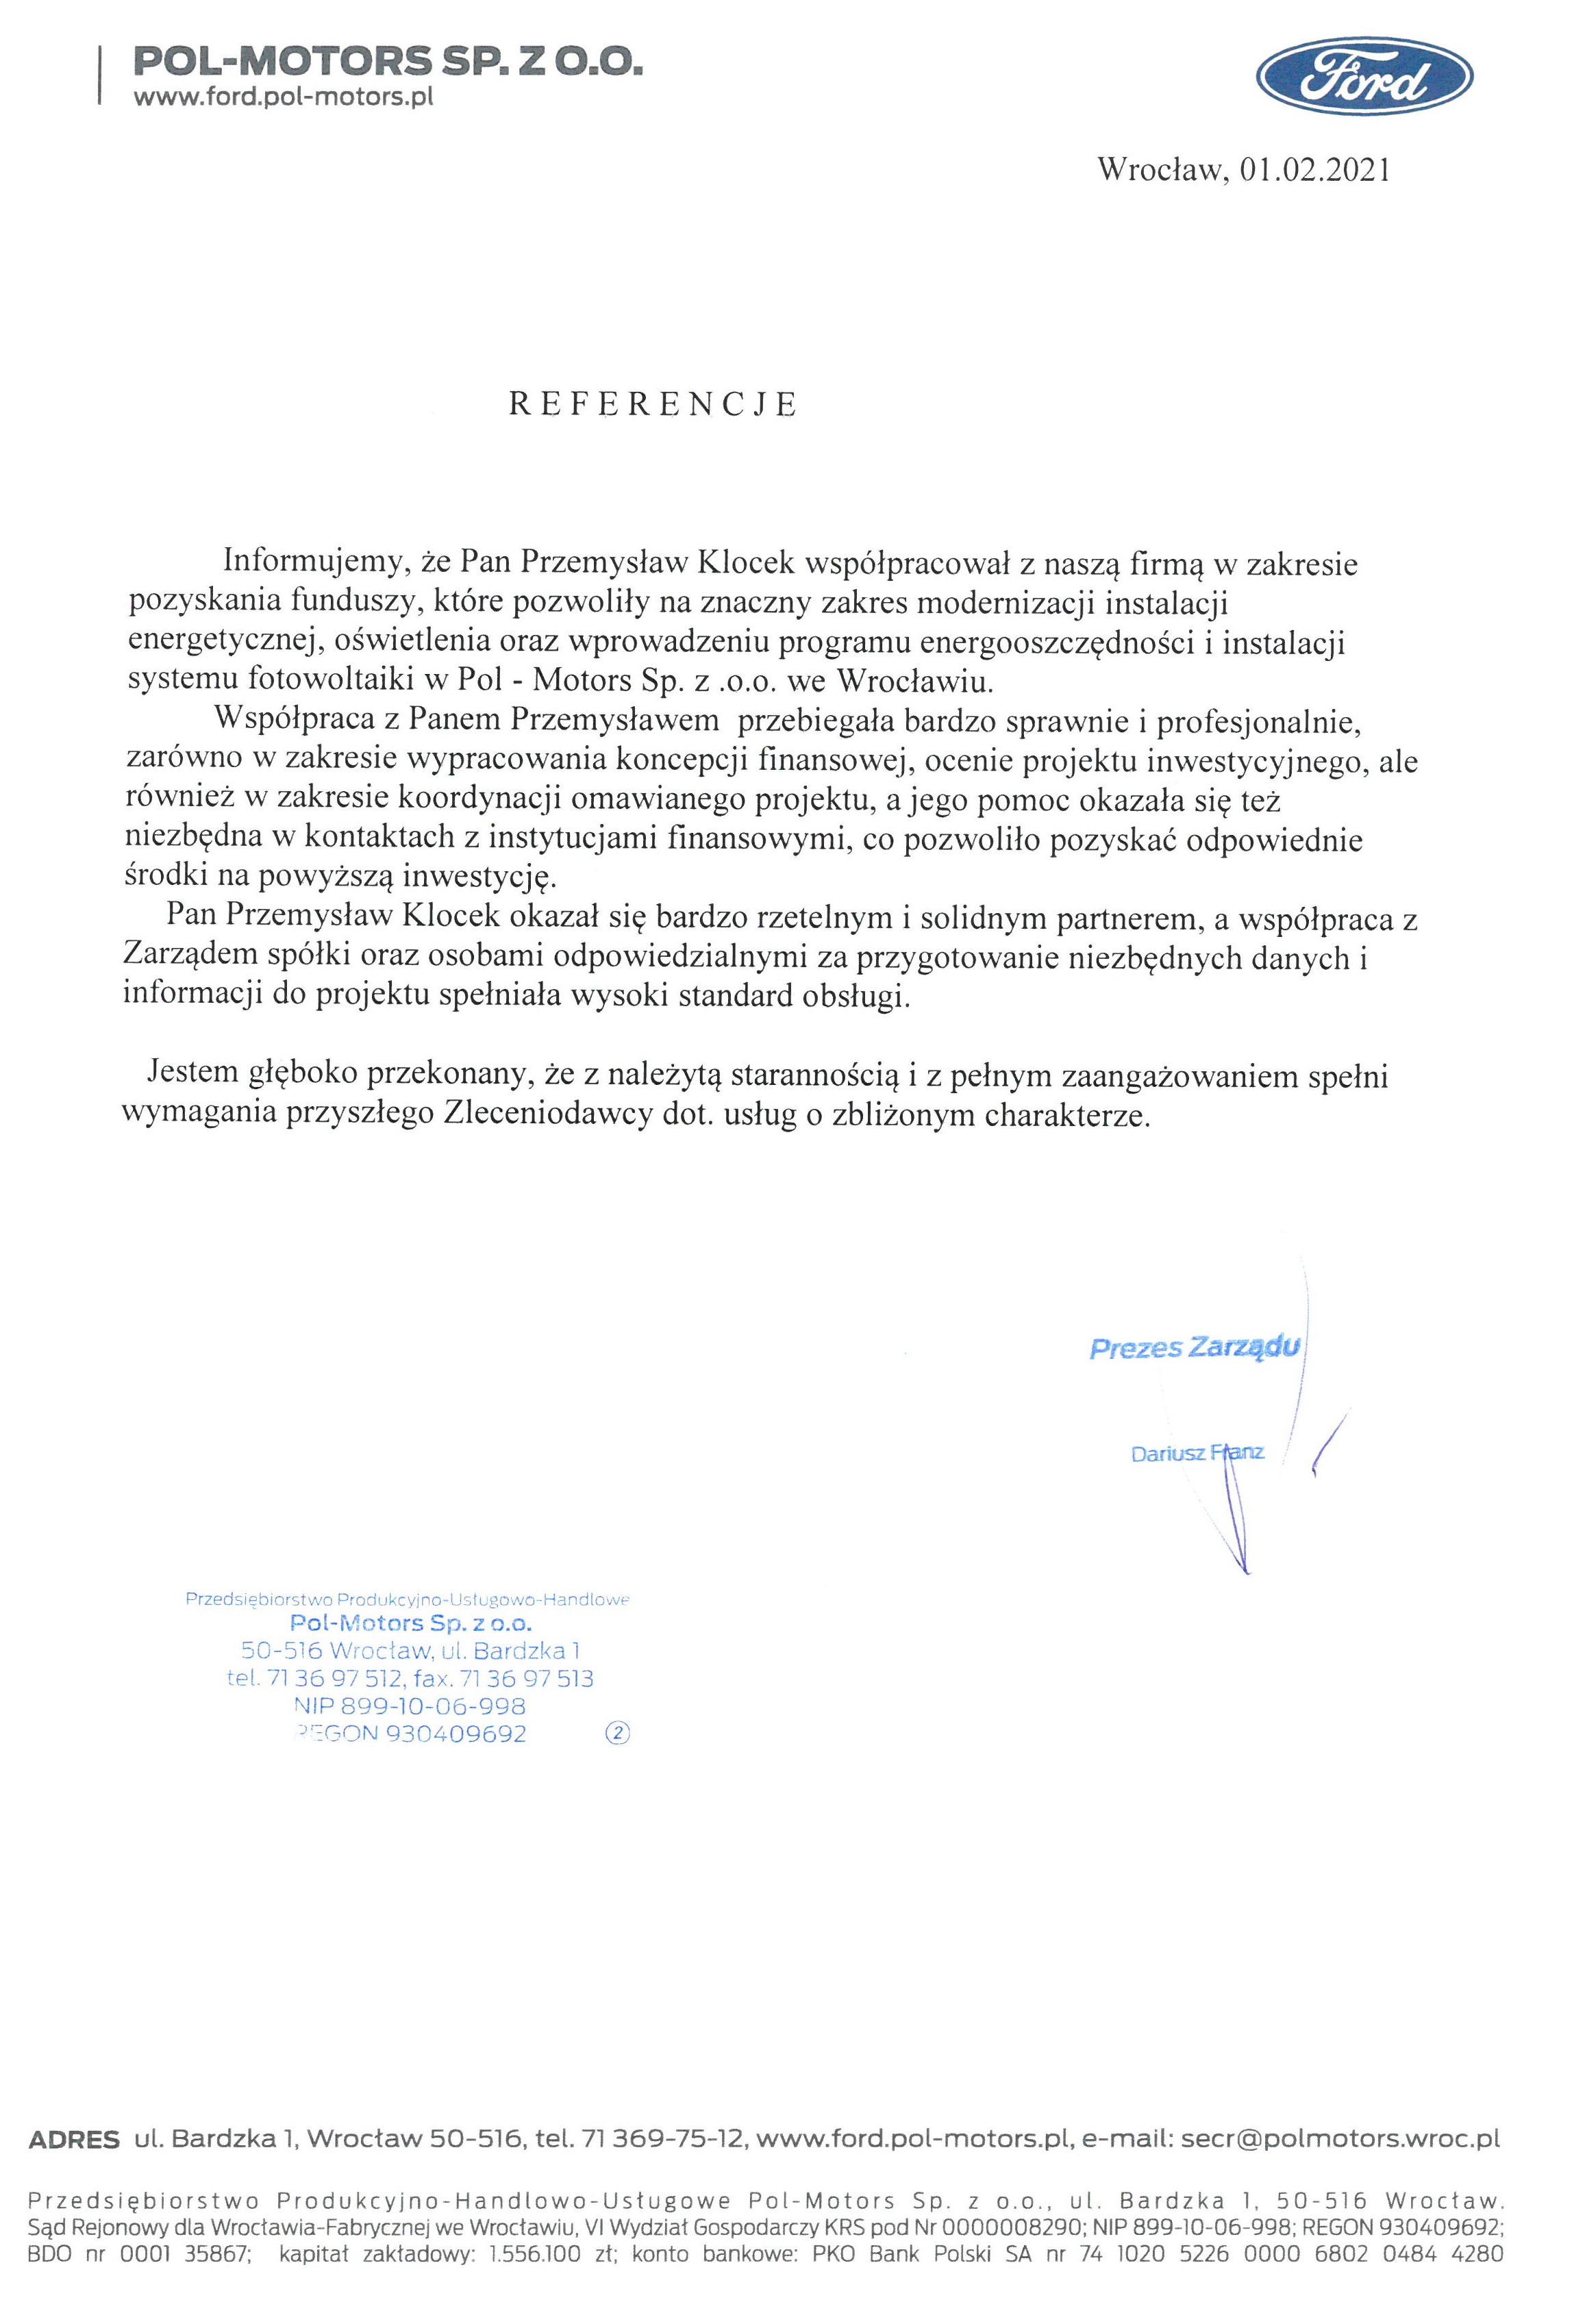 POL-MOTORS SP. Z O.O.
www.ford.pol-motors.pl
Ford
Wrocław, 01.02.2021
REFERENCJE
Informujemy, że Pan Przemysław Klocek współpracował z naszą firmą w zakresie
pozyskania funduszy, które pozwoliły na znaczny zakres modernizacji instalacji
energetycznej, oświetlenia oraz wprowadzeniu programu energooszczędności i instalacji
systemu fotowoltaiki w Pol - Motors Sp. z .o.o. we Wrocławiu.
Współpraca z Panem Przemysławem przebiegała bardzo sprawnie i profesjonalnie,
zarówno w zakresie wypracowania koncepcji finansowej, ocenie projektu inwestycyjnego, ale
również w zakresie koordynacji omawianego projektu, a jego pomoc okazała się też
niezbędna w kontaktach z instytucjami finansowymi, co pozwoliło pozyskać odpowiednie
środki na powyższą inwestycję.
Pan Przemysław Klocek okazał się bardzo rzetelnym i solidnym partnerem, a współpraca z
Zarządem spółki oraz osobami odpowiedzialnymi za przygotowanie niezbędnych danych i
informacji do projektu spełniała wysoki standard obsługi.
Jestem głęboko przekonany, że z należytą starannością i z pełnym zaangażowaniem spełni
wymagania przyszłego Zleceniodawcy dot. usług o zbliżonym charakterze.
Prezes Zarządu
Dariusz Franz
Przedsiębiorstwo Produkcyjno-Usługowo-Handlowe
Pol-Motors Sp. z o.o.
50-516 Wrocław, ul. Bardzka 1
tel. 71 36 97 512, fax. 71 36 97 513
NIP 899-10-06-998
REGON 930409692 2
ADRES ul. Bardzka 1, Wrocław 50-516, tel. 71 369-75-12, www.ford.pol-motors.pl, e-mail: secr@polmotors.wroc.pl
Przedsiębiorstwo Produkcyjno-Handlowo-Usługowe Pol-Motors Sp. z o.o., ul. Bardzka 1, 50-516 Wrocław.
Sąd Rejonowy dla Wrocławia-Fabrycznej we Wrocławiu, VI Wydział Gospodarczy KRS pod Nr 0000008290; NIP 899-10-06-998; REGON 930409692;
BDO nr 0001 35867; kapitał zakładowy: 1.556.100 zł; konto bankowe: PKO Bank Polski SA nr 74 1020 5226 0000 6802 0484 4280